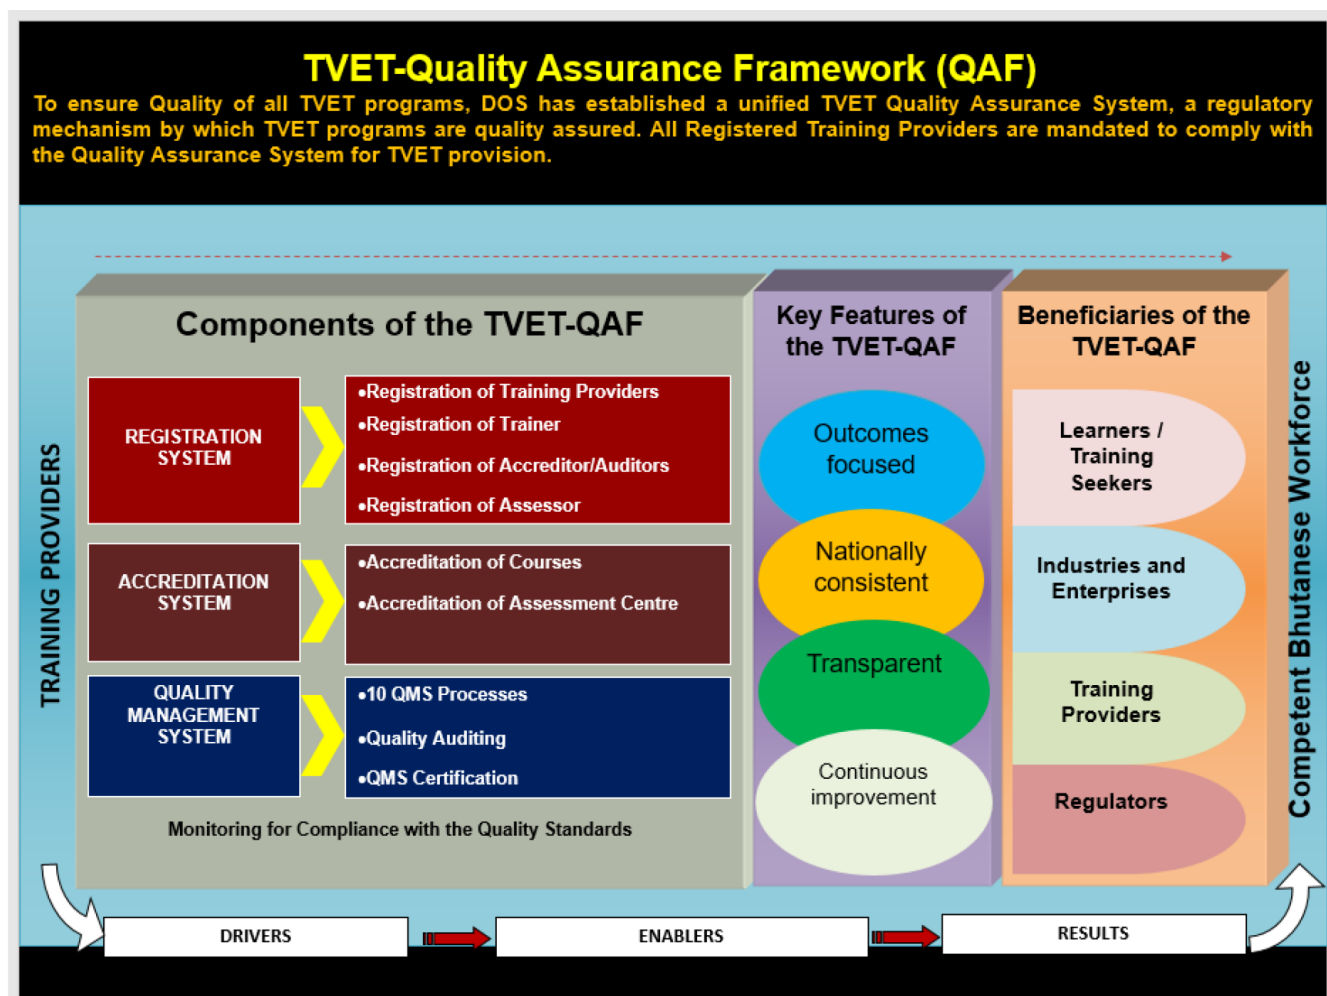 TVET-Quality Assurance Framework (QAF)
To ensure Quality of all TVET programs, DOS has established a unified TVET Quality Assurance System, a regulatory
mechanism by which TVET programs are quality assured. All Registered Training Providers are mandated to comply with
the Quality Assurance System for TVET provision.
TRAINING PROVIDERS
Components of the TVET-QAF
REGISTRATION
SYSTEM
•Registration of Training Providers
•Registration of Trainer
•Registration of Accreditor/Auditors
•Registration of Assessor
ACCREDITATION
SYSTEM
•Accreditation of Courses
•Accreditation of Assessment Centre
QUALITY
MANAGEMENT
SYSTEM
•10 QMS Processes
•Quality Auditing
•QMS Certification
Monitoring for Compliance with the Quality Standards
Key Features of
the TVET-QAF
Outcomes
focused
Nationally
consistent
Transparent
Continuous
improvement
Beneficiaries of the
TVET-QAF
Learners /
Training
Seekers
Industries and
Enterprises
Training
Providers
Regulators
Competent Bhutanese Workforce
DRIVERS
ENABLERS
RESULTS